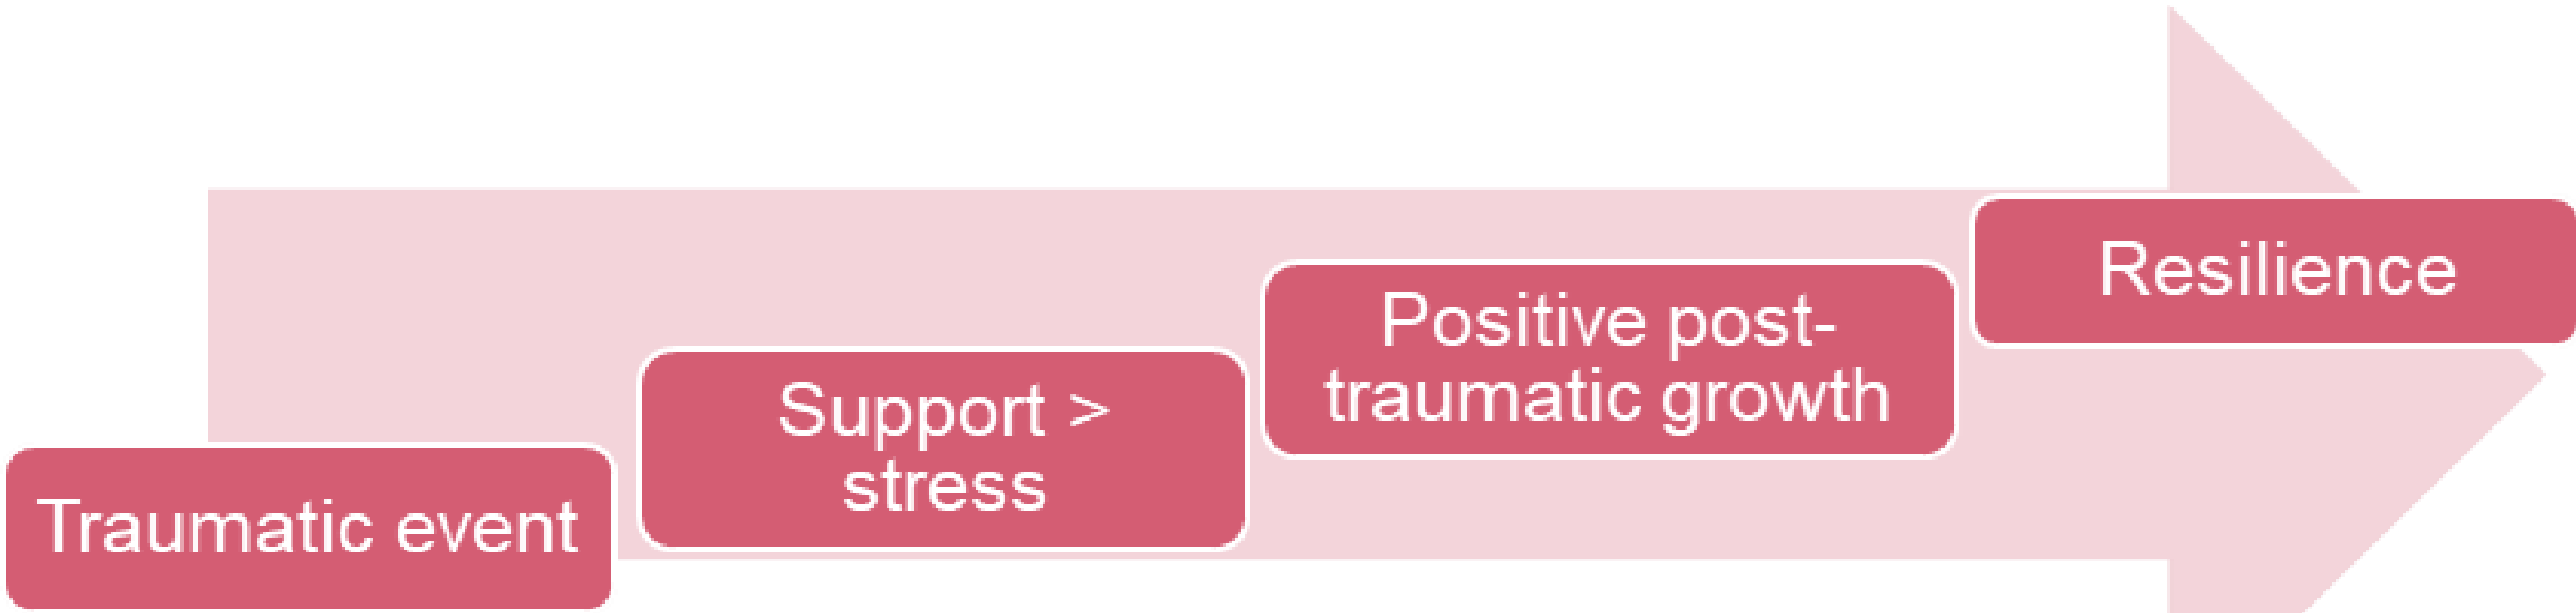 Traumatic event
Support >
stress
Positive post-
traumatic growth
Resilience